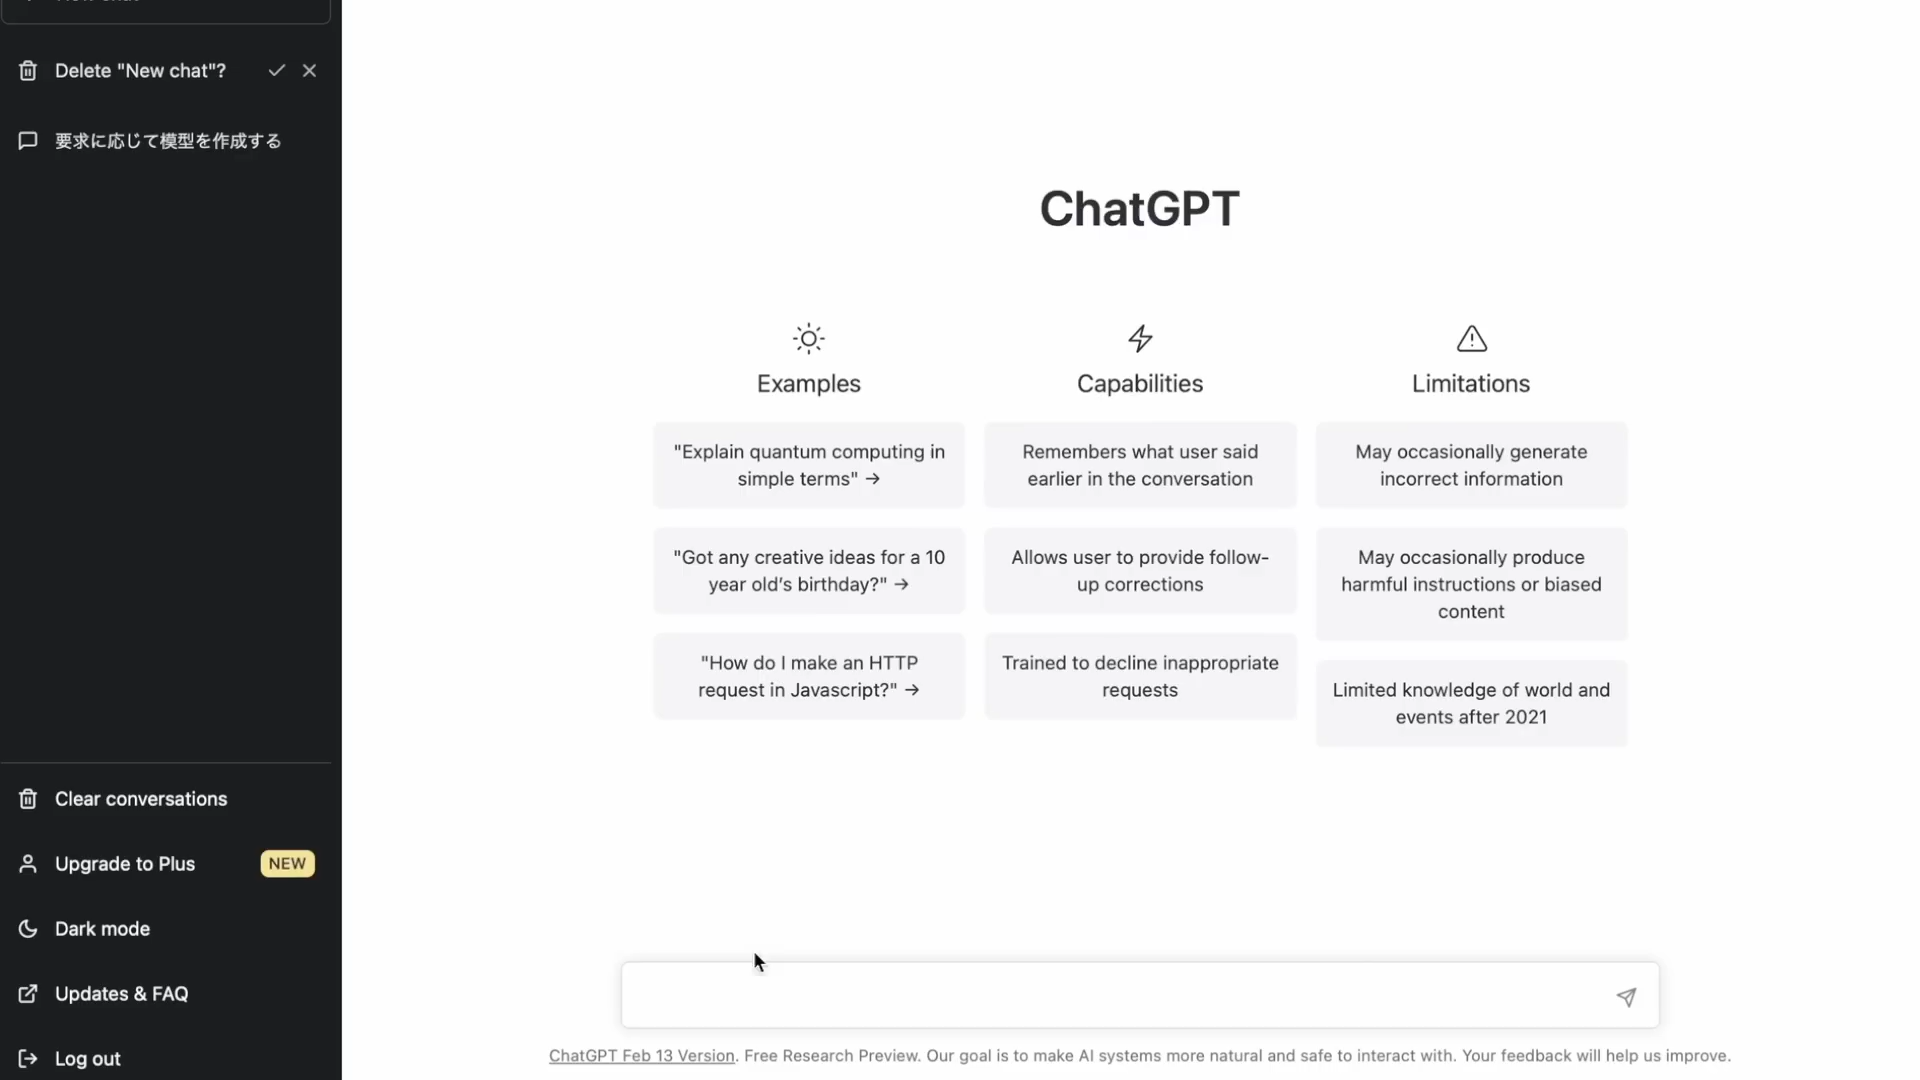 Delete "New chat"?
要求に応じて模型を作成する
Clear conversations
Upgrade to Plus
NEW
Dark mode
Updates & FAQ
Log out
ChatGPT
Examples
"Explain quantum computing in
simple terms" →
"Got any creative ideas for a 10
year old's birthday?" →
"How do I make an HTTP
request in Javascript?" →
Capabilities
Remembers what user said
earlier in the conversation
Allows user to provide follow-
up corrections
Trained to decline inappropriate
requests
Limitations
May occasionally generate
incorrect information
May occasionally produce
harmful instructions or biased
content
Limited knowledge of world and
events after 2021
ChatGPT Feb 13 Version. Free Research Preview. Our goal is to make AI systems more natural and safe to interact with. Your feedback will help us improve.